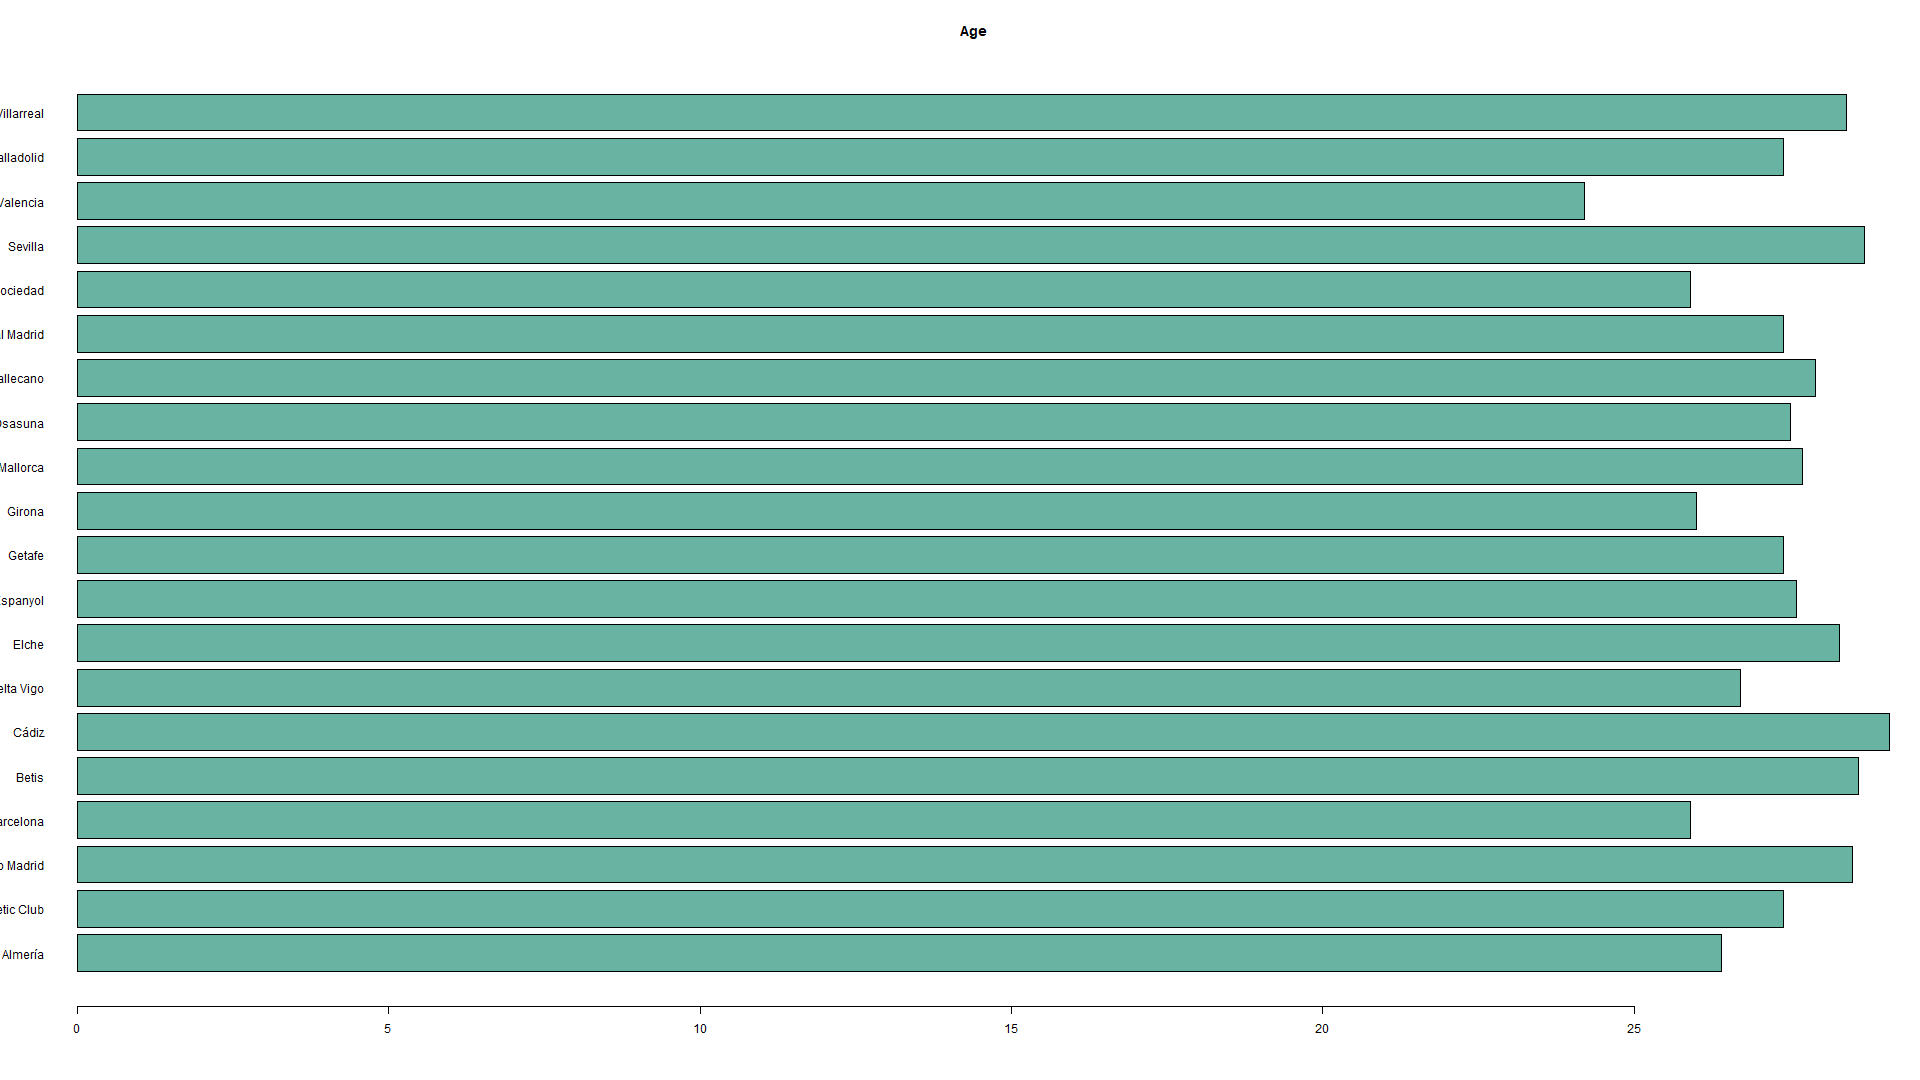 Age
Villarreal
alladolid
Valencia
Sevilla
ociedad
l Madrid
allecano
Osasuna
Mallorca
Girona
Getafe
Espanyol
Elche
elta Vigo
Cádiz
Betis
arcelona
o Madrid
etic Club
Almería
0 5 10 15 20 25